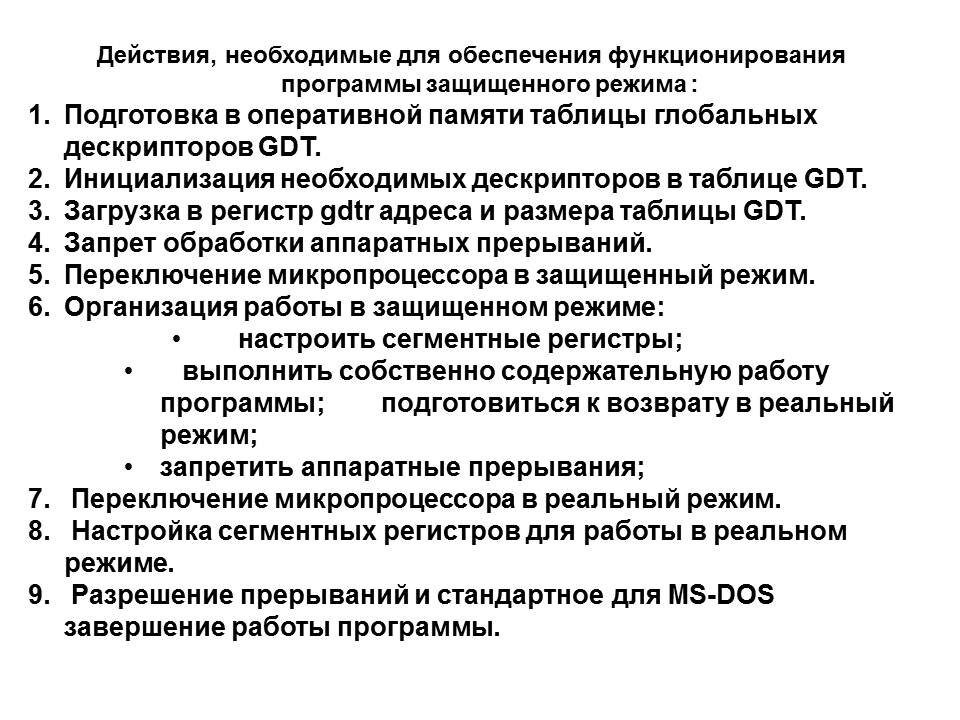 Действия, необходимые для обеспечения функционирования
программы защищенного режима :
1. Подготовка в оперативной памяти таблицы глобальных
дескрипторов GDT.
2. Инициализация необходимых дескрипторов в таблице GDT.
3. Загрузка в регистр gdtr адреса и размера таблицы GDT.
4. Запрет обработки аппаратных прерываний.
5. Переключение микропроцессора в защищенный режим.
6. Организация работы в защищенном режиме:
• настроить сегментные регистры;
• выполнить собственно содержательную работу
программы; подготовиться к возврату в реальный
режим;
• запретить аппаратные прерывания;
7. Переключение микропроцессора в реальный режим.
8. Настройка сегментных регистров для работы в реальном
режиме.
9. Разрешение прерываний и стандартное для MS-DOS
завершение работы программы.